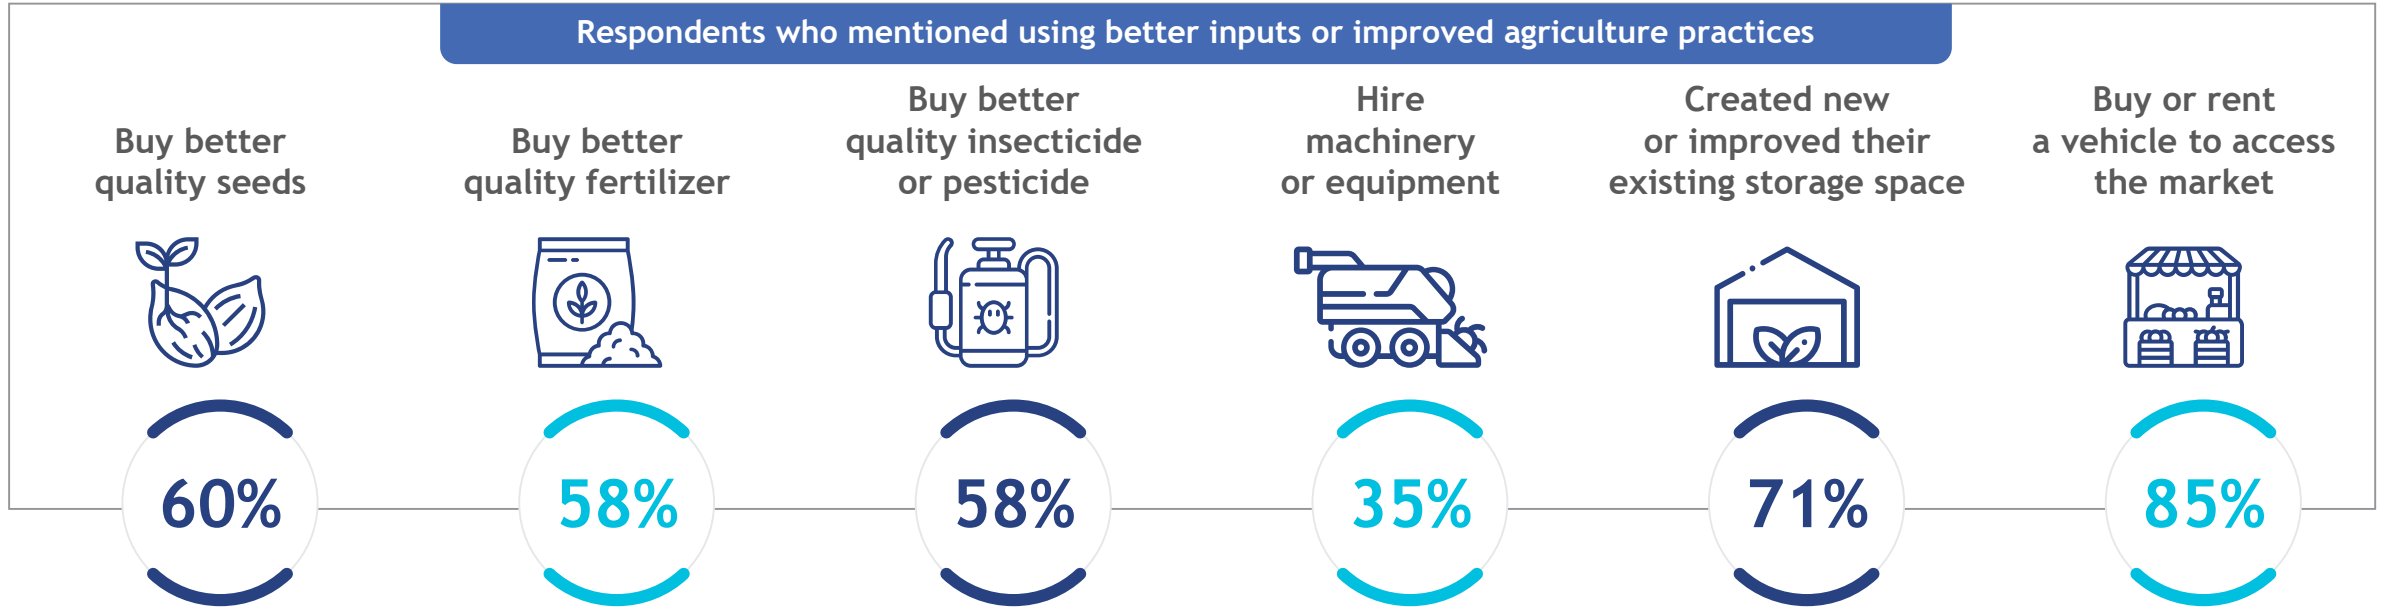 Respondents who mentioned using better inputs or improved agriculture practices
Buy better
quality seeds
60%
Buy better
quality fertilizer
58%
Buy better
quality insecticide
or pesticide
58%
Hire
machinery
or equipment
35%
Created new
or improved their
existing storage space
71%
Buy or rent
a vehicle to access
the market
85%